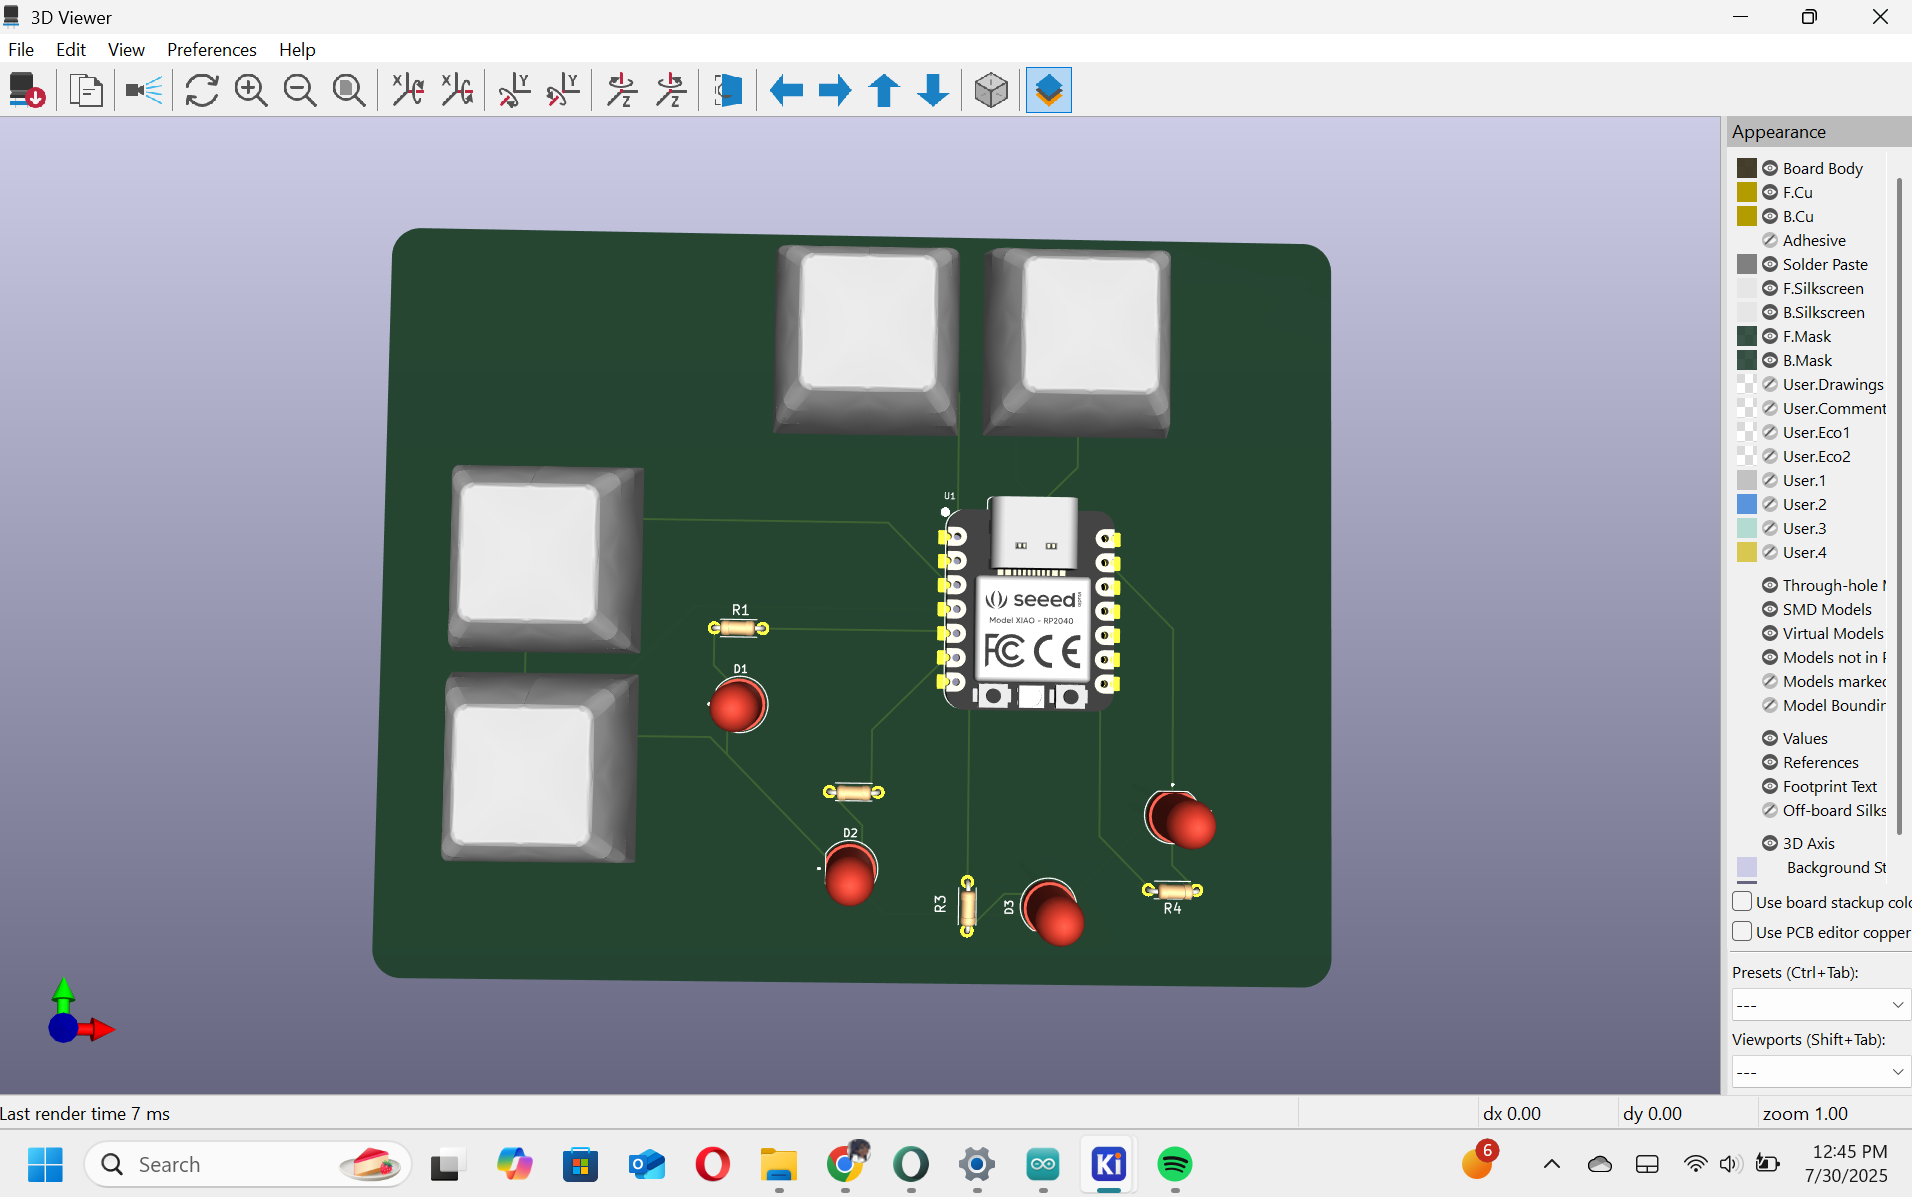 3D Viewer
File Edit View Preferences Help
Appearance
Board Body
F.Cu
B.Cu
Adhesive
Solder Paste
F.Silkscreen
B.Silkscreen
F.Mask
B.Mask
User.Drawings
User.Comment
User.Eco1
User.Eco2
User.1
User.2
User.3
User.4
Through-hole
SMD Models
Virtual Models
Models not in
Models marked
Model Boundin
Values
References
Footprint Text
Off-board Silks
3D Axis
Background St
Use board stackup colo
Use PCB editor copper
Presets (Ctrl+Tab):
---
Viewports (Shift+Tab):
---
U1
seeed
Model XIAO - RP2040
FC CE
R1
D1
D2
R3
D3
R4
Last render time 7 ms
dx 0.00
dy 0.00
zoom 1.00
Search
Ki
6
12:45 PM
7/30/2025